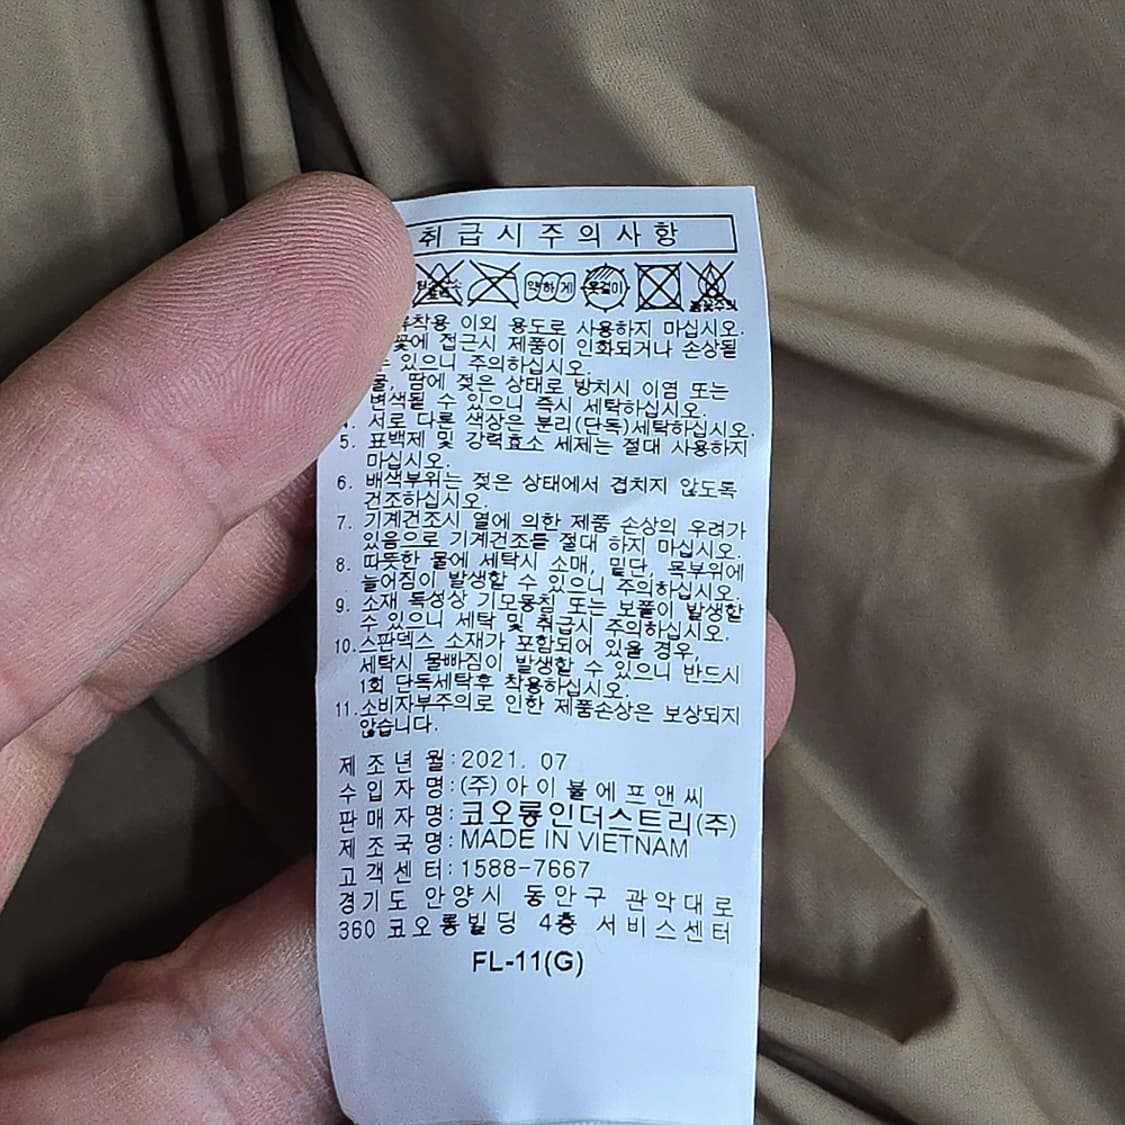 취급시주의사항
약하게 옷걸이
불꽃주의
착용 이외 용도로 사용하지 마십시오.
꽃에 접근시 제품이 인화되거나 손상될
수 있으니 주의하십시오.
물, 땀에 젖은 상태로 방치시 이염 또는
변색될 수 있으니 즉시 세탁하십시오.
4. 서로 다른 색상은 분리(단독)세탁하십시오.
5. 표백제 및 강력효소 세제는 절대 사용하지
마십시오.
6. 배색부위는 젖은 상태에서 겹치지 않도록
건조하십시오.
7. 기계건조시 열에 의한 제품 손상의 우려가
있음으로 기계건조를 절대 하지 마십시오.
8. 따뜻한 물에 세탁시 소매, 밑단, 목부위에
늘어짐이 발생할 수 있으니 주의하십시오.
9. 소재 특성상 기모뭉침 또는 보풀이 발생할
수 있으니 세탁 및 취급시 주의하십시오.
10. 스판덱스 소재가 포함되어 있을 경우,
세탁시 물빠짐이 발생할 수 있으니 반드시
1회 단독세탁후 착용하십시오.
11. 소비자부주의로 인한 제품손상은 보상되지
않습니다.
제조년월:2021. 07
수입자명:(주)아이불에프앤씨
판매자명:코오롱인더스트리(주)
제조국명:MADE IN VIETNAM
고객센터:1588-7667
경기도 안양시 동안구 관악대로
360 코오롱빌딩 4층 서비스센터
FL-11(G)